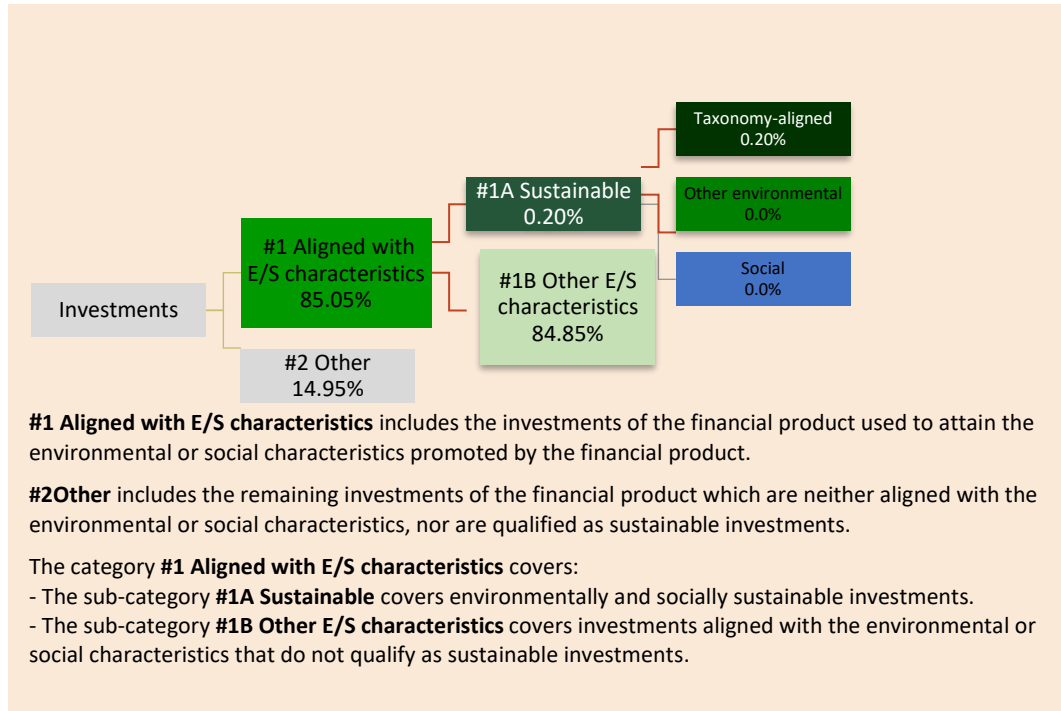 Taxonomy-aligned
0.20%
#1A Sustainable
0.20%
Other environmental
0.0%
#1 Aligned with
E/S characteristics
85.05%
#1B Other E/S
characteristics
84.85%
Social
0.0%
Investments
#2 Other
14.95%
#1 Aligned with E/S characteristics includes the investments of the financial product used to attain the
environmental or social characteristics promoted by the financial product.
#2Other includes the remaining investments of the financial product which are neither aligned with the
environmental or social characteristics, nor are qualified as sustainable investments.
The category #1 Aligned with E/S characteristics covers:
- The sub-category #1A Sustainable covers environmentally and socially sustainable investments.
- The sub-category #1B Other E/S characteristics covers investments aligned with the environmental or
social characteristics that do not qualify as sustainable investments.